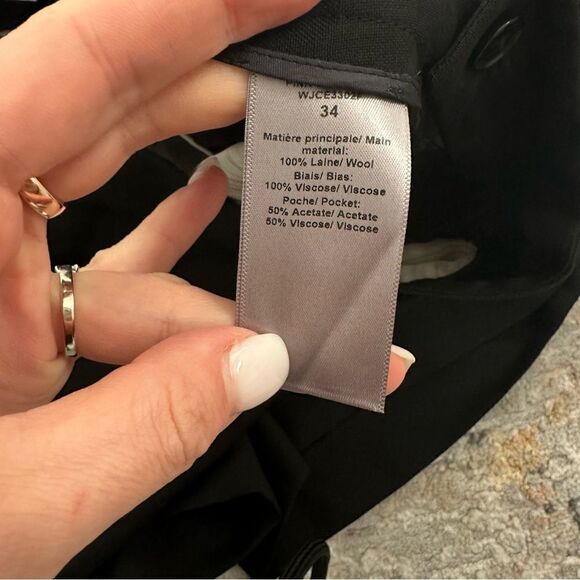 34
Matière principale/ Main
material:
100% Laine/ Wool
Biais/ Bias:
100% Viscose/ Viscose
Poche/ Pocket:
50% Acetate/ Acetate
50% Viscose/ Viscose